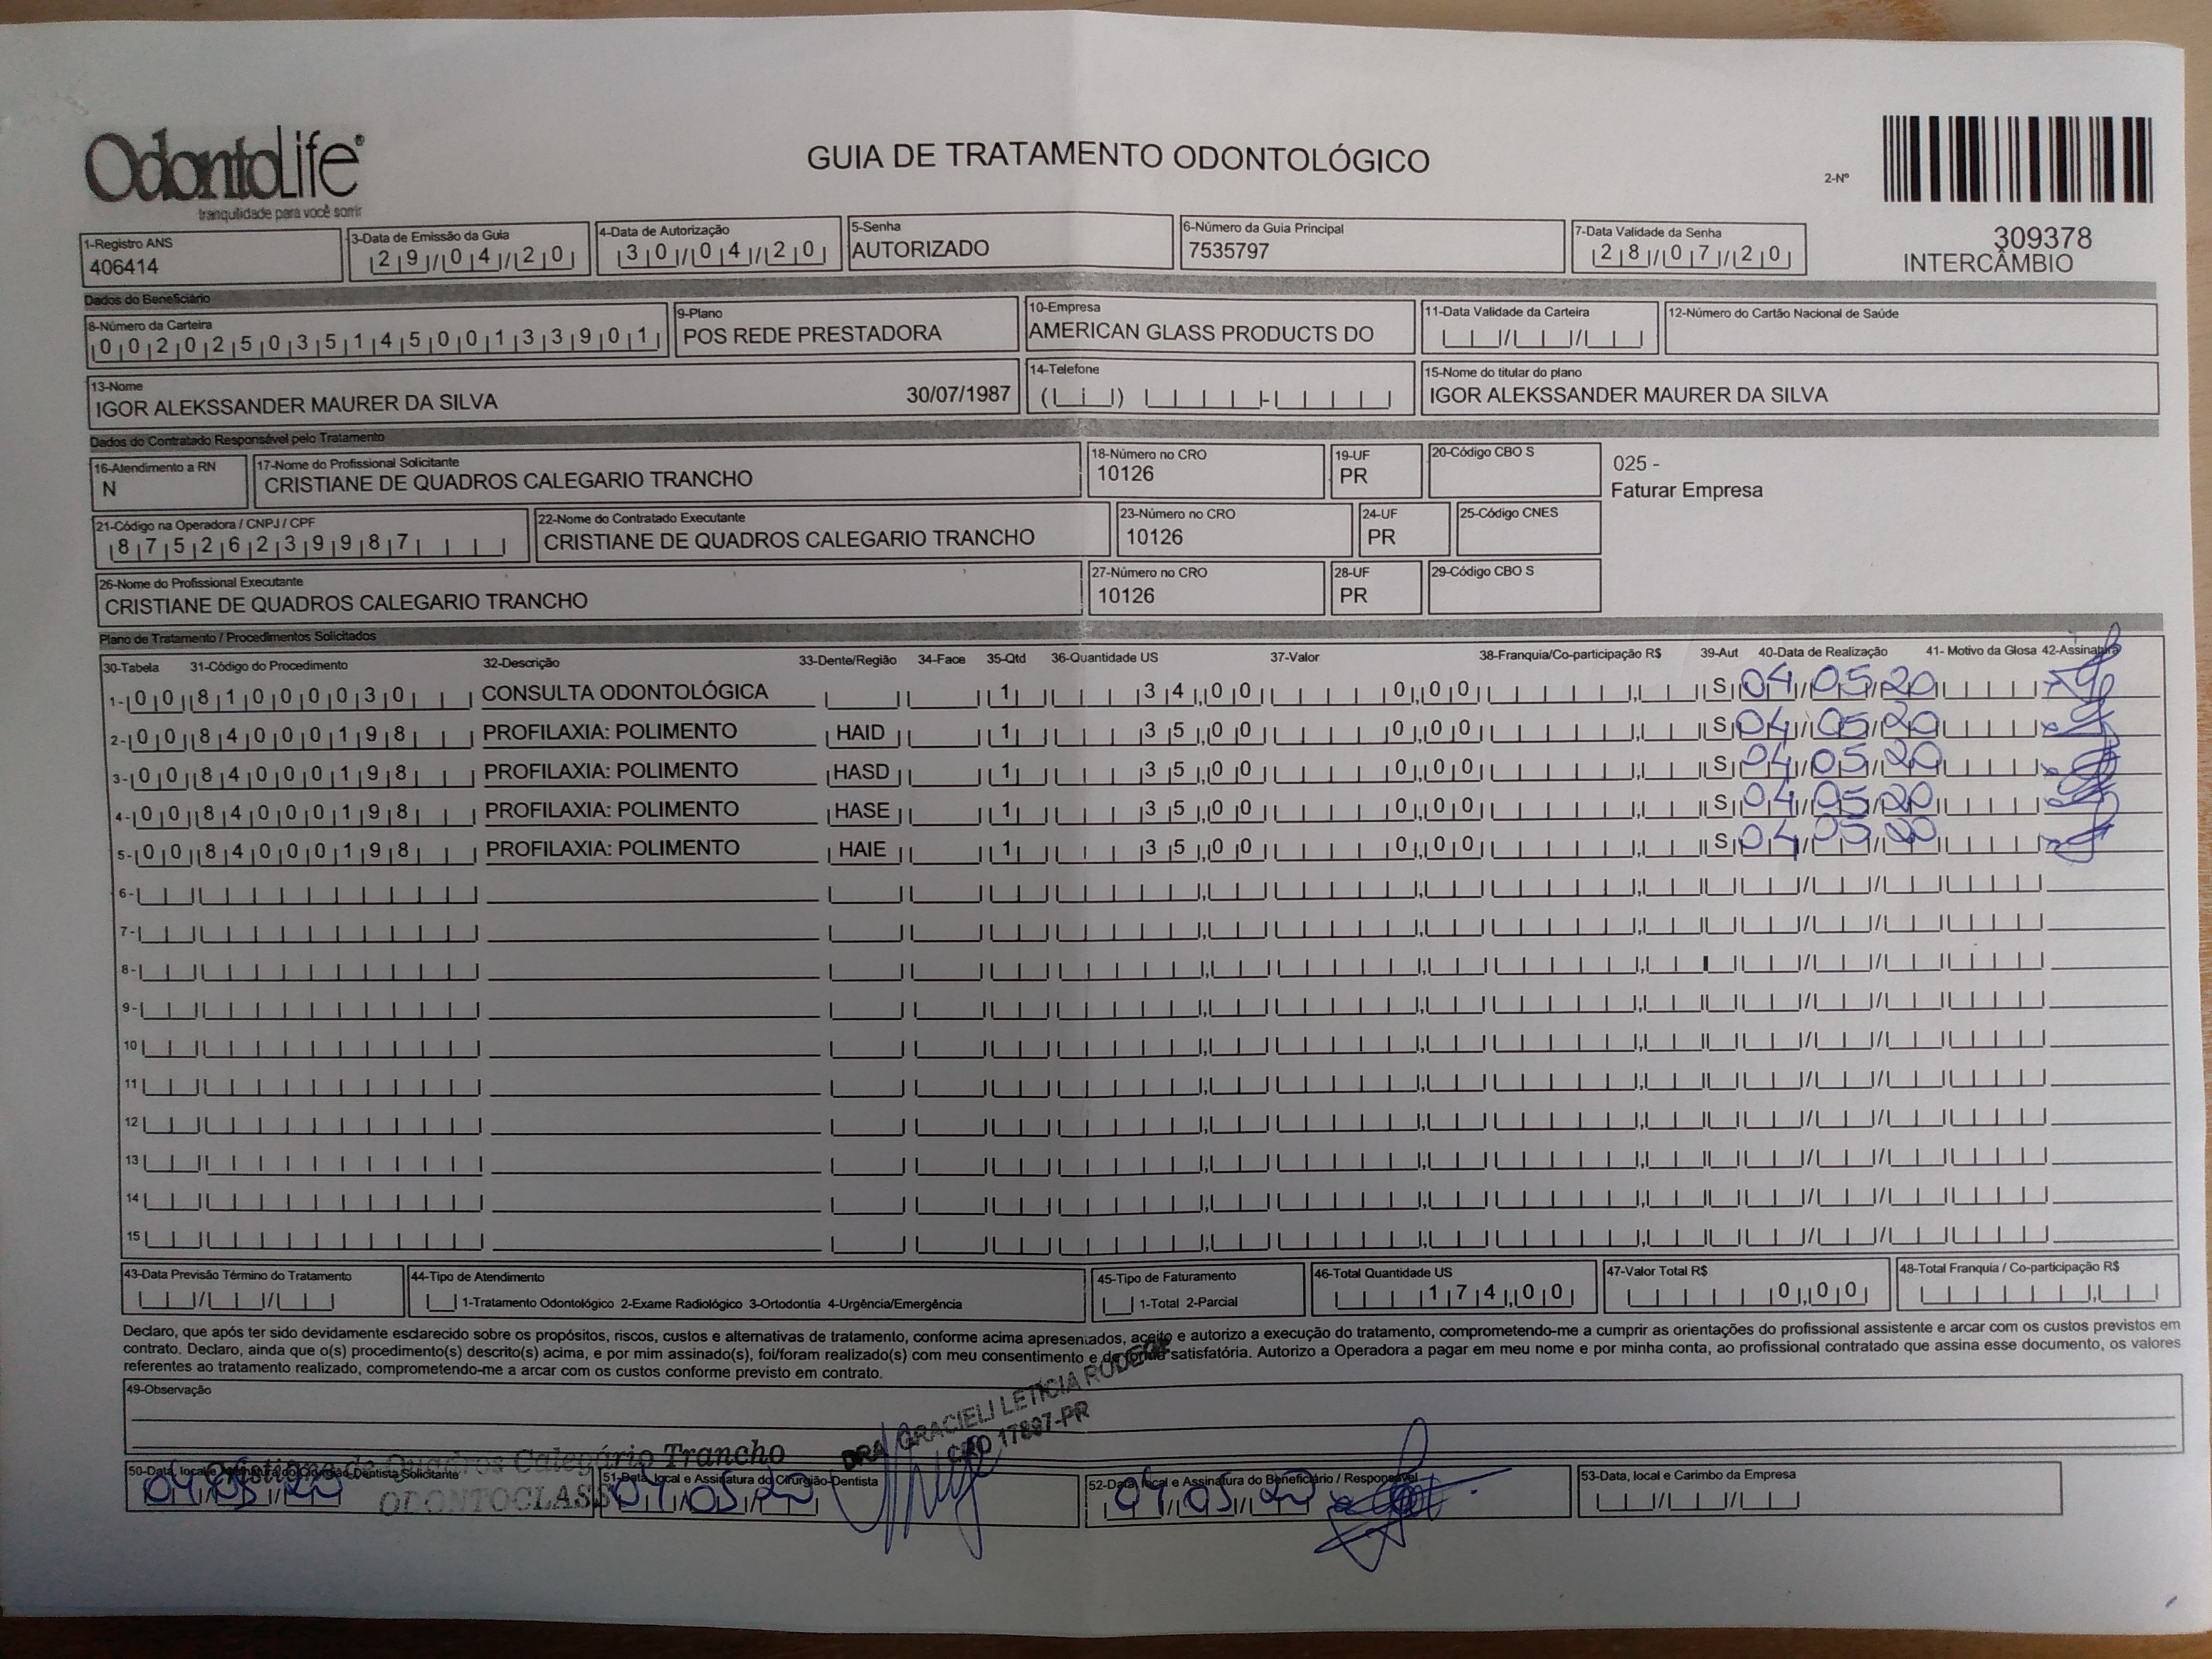 OdontoLife®
tranquilidade para você sorrir
GUIA DE TRATAMENTO ODONTOLÓGICO
2-Nº
309378
INTERCÂMBIO
1-Registro ANS
406414
3-Data de Emissão da Guia
29/04/20
4-Data de Autorização
30/04/20
5-Senha
AUTORIZADO
6-Número da Guia Principal
7535797
7-Data Validade da Senha
28/07/20
Dados do Beneficiário
8-Número da Carteira
00202503514500133901
9-Plano
POS REDE PRESTADORA
10-Empresa
AMERICAN GLASS PRODUCTS DO
11-Data Validade da Carteira
12-Número do Cartão Nacional de Saúde
13-Nome
IGOR ALEKSSANDER MAURER DA SILVA 30/07/1987
14-Telefone
15-Nome do titular do plano
IGOR ALEKSSANDER MAURER DA SILVA
Dados do Contratado Responsável pelo Tratamento
16-Atendimento a RN
N
17-Nome do Profissional Solicitante
CRISTIANE DE QUADROS CALEGARIO TRANCHO
18-Número no CRO
10126
19-UF
PR
20-Código CBO S
025 -
Faturar Empresa
21-Código na Operadora / CNPJ / CPF
87526239987
22-Nome do Contratado Executante
CRISTIANE DE QUADROS CALEGARIO TRANCHO
23-Número no CRO
10126
24-UF
PR
25-Código CNES
26-Nome do Profissional Executante
CRISTIANE DE QUADROS CALEGARIO TRANCHO
27-Número no CRO
10126
28-UF
PR
29-Código CBO S
Plano de Tratamento / Procedimentos Solicitados
30-Tabela 31-Código do Procedimento 32-Descrição 33-Dente/Região 34-Face 35-Qtd 36-Quantidade US 37-Valor 38-Franquia/Co-participação R$ 39-Aut 40-Data de Realização 41- Motivo da Glosa 42-Assinatura
1- 00 81000030 CONSULTA ODONTOLÓGICA 1 34,00 0,00 S 04/05/20
2- 00 84000198 PROFILAXIA: POLIMENTO HAID 1 35,00 0,00 S 04/05/20
3- 00 84000198 PROFILAXIA: POLIMENTO HASD 1 35,00 0,00 S 04/05/20
4- 00 84000198 PROFILAXIA: POLIMENTO HASE 1 35,00 0,00 S 04/05/20
5- 00 84000198 PROFILAXIA: POLIMENTO HAIE 1 35,00 0,00 S 04/05/20
6-
7-
8-
9-
10
11
12
13
14
15
43-Data Previsão Término do Tratamento
44-Tipo de Atendimento
1-Tratamento Odontológico 2-Exame Radiológico 3-Ortodontia 4-Urgência/Emergência
45-Tipo de Faturamento
1-Total 2-Parcial
46-Total Quantidade US
174,00
47-Valor Total R$
0,00
48-Total Franquia / Co-participação R$
Declaro, que após ter sido devidamente esclarecido sobre os propósitos, riscos, custos e alternativas de tratamento, conforme acima apresentados, aceito e autorizo a execução do tratamento, comprometendo-me a cumprir as orientações do profissional assistente e arcar com os custos previstos em
contrato. Declaro, ainda que o(s) procedimento(s) descrito(s) acima, e por mim assinado(s), foi/foram realizado(s) com meu consentimento e de forma satisfatória. Autorizo a Operadora a pagar em meu nome e por minha conta, ao profissional contratado que assina esse documento, os valores
referentes ao tratamento realizado, comprometendo-me a arcar com os custos conforme previsto em contrato.
49-Observação
DRA GRACIELI LETICIA
CRO 17897-PR
Cristiane de Quadros Calegário Trancho
ODONTOCLASS
50-Data, local e Assinatura do Cirurgião-Dentista Solicitante
04/05/20
51-Data, local e Assinatura do Cirurgião-Dentista
04/05/20
52-Data, local e Assinatura do Beneficiário / Responsável
04/05/20
53-Data, local e Carimbo da Empresa